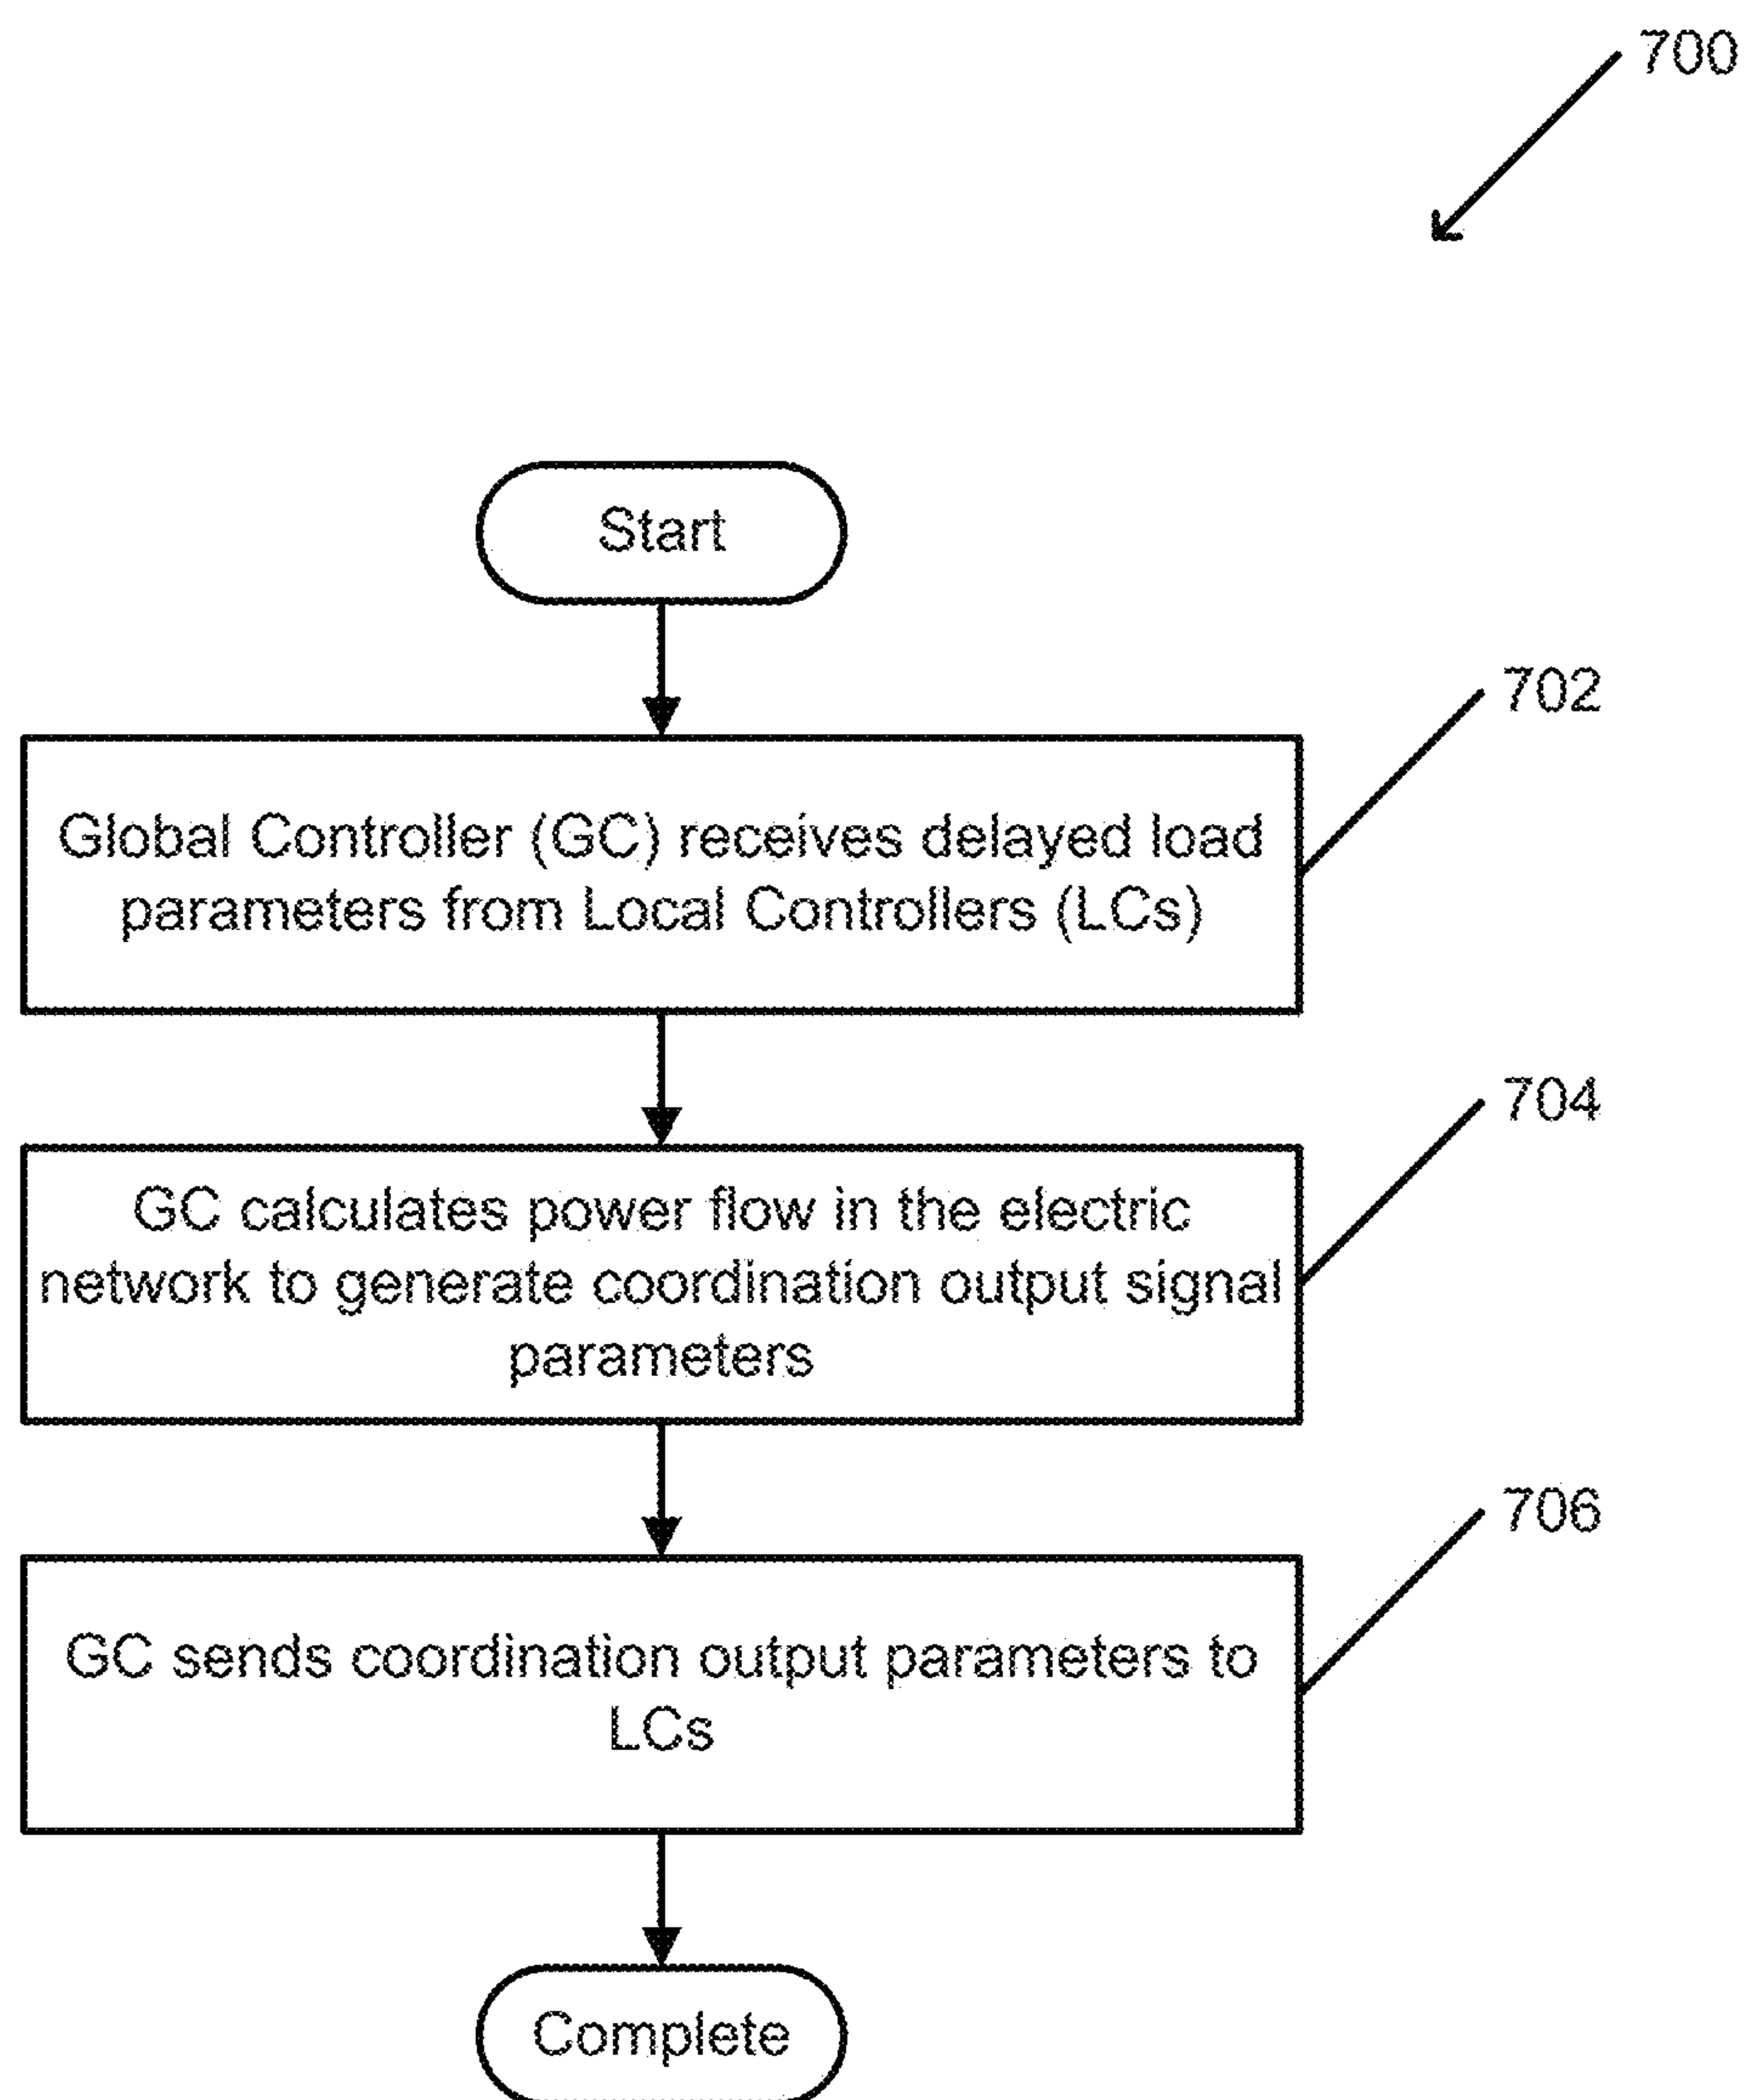 700
Start
702
Global Controller (GC) receives delayed load
parameters from Local Controllers (LCs)
704
GC calculates power flow in the electric
network to generate coordination output signal
parameters
706
GC sends coordination output parameters to
LCs
Complete